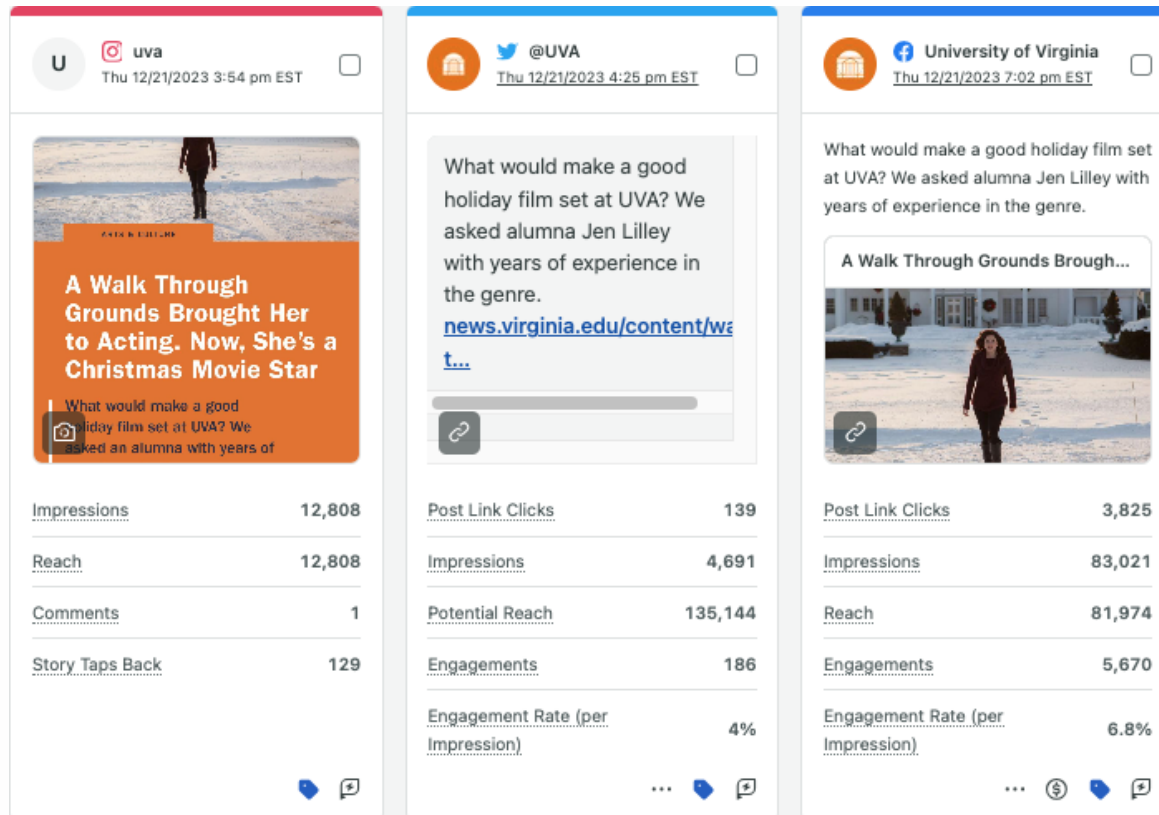 U
uva
Thu 12/21/2023 3:54 pm EST
ARTS & CULTURE
A Walk Through
Grounds Brought Her
to Acting. Now, She's a
Christmas Movie Star
What would make a good
holiday film set at UVA? We
asked an alumna with years of
Impressions 12,808
Reach 12,808
Comments 1
Story Taps Back 129
@UVA
Thu 12/21/2023 4:25 pm EST
What would make a good
holiday film set at UVA? We
asked alumna Jen Lilley
with years of experience in
the genre.
news.virginia.edu/content/wa
t...
Post Link Clicks 139
Impressions 4,691
Potential Reach 135,144
Engagements 186
Engagement Rate (per
Impression) 4%
University of Virginia
Thu 12/21/2023 7:02 pm EST
What would make a good holiday film set
at UVA? We asked alumna Jen Lilley with
years of experience in the genre.
A Walk Through Grounds Brough...
Post Link Clicks 3,825
Impressions 83,021
Reach 81,974
Engagements 5,670
Engagement Rate (per
Impression) 6.8%